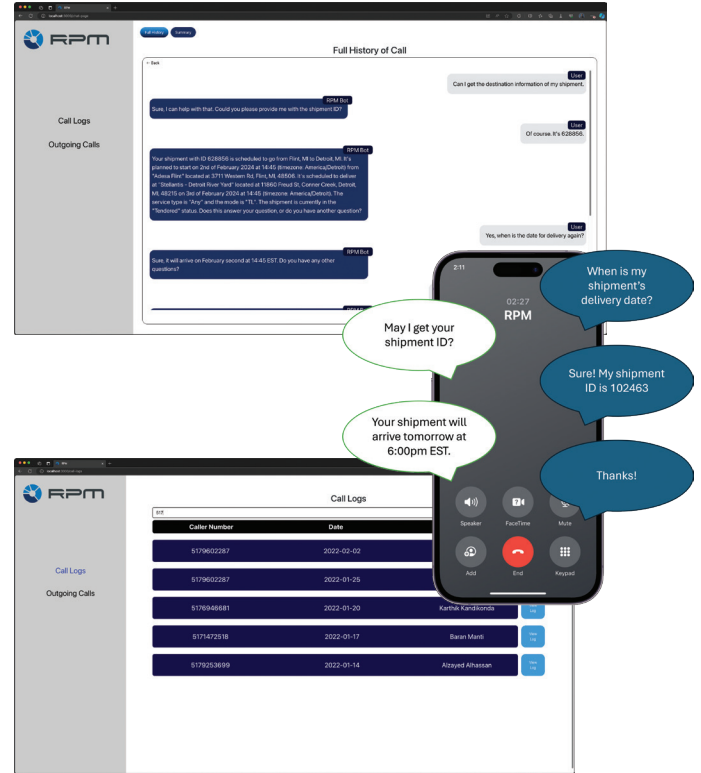 RPM
Call Logs
Outgoing Calls
Full History
Summary
Full History of Call
<- Back
User
Can I get the destination information of my shipment.
RPM Bot
Sure, I can help with that. Could you please provide me with the shipment ID?
User
Of course. It's 628856.
RPM Bot
Your shipment with ID 628856 is scheduled to go from Flint, MI to Detroit, MI. It's
planned to start on 2nd of February 2024 at 14:45 (timezone: America/Detroit) from
"Adesa Flint" located at 3711 Western Rd, Flint, MI, 48506. It's scheduled to deliver
at "Stellantis - Detroit River Yard" located at 11860 Freud St, Conner Creek, Detroit,
MI, 48215 on 3rd of February 2024 at 14:45 (timezone: America/Detroit). The
service type is "Any" and the mode is "TL". The shipment is currently in the
"Tendered" status. Does this answer your question, or do you have another question?
User
Yes, when is the date for delivery again?
RPM Bot
Sure, it will arrive on February second at 14:45 EST. Do you have any other
questions?
2:11
02:27
RPM
When is my
shipment's
delivery date?
May I get your
shipment ID?
Sure! My shipment
ID is 102463
Your shipment will
arrive tomorrow at
6:00pm EST.
Thanks!
Speaker
FaceTime
Mute
Add
End
Keypad
RPM
Call Logs
Outgoing Calls
Call Logs
517
Caller Number
Date
5179602287
2022-02-02
5179602287
2022-01-25
5176946681
2022-01-20
Karthik Kandikonda
View
Log
5171472518
2022-01-17
Baran Manti
View
Log
5179253699
2022-01-14
Alzayed Alhassan
View
Log